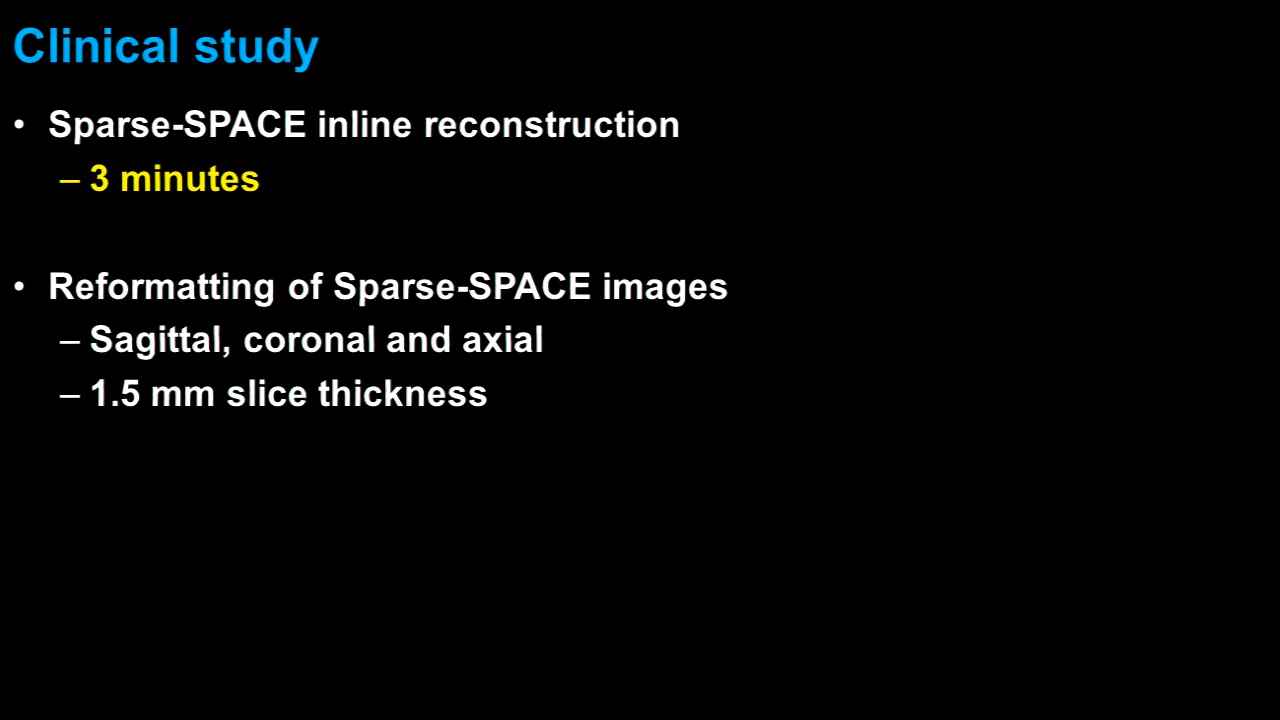 Clinical study
• Sparse-SPACE inline reconstruction
– 3 minutes
• Reformatting of Sparse-SPACE images
– Sagittal, coronal and axial
– 1.5 mm slice thickness